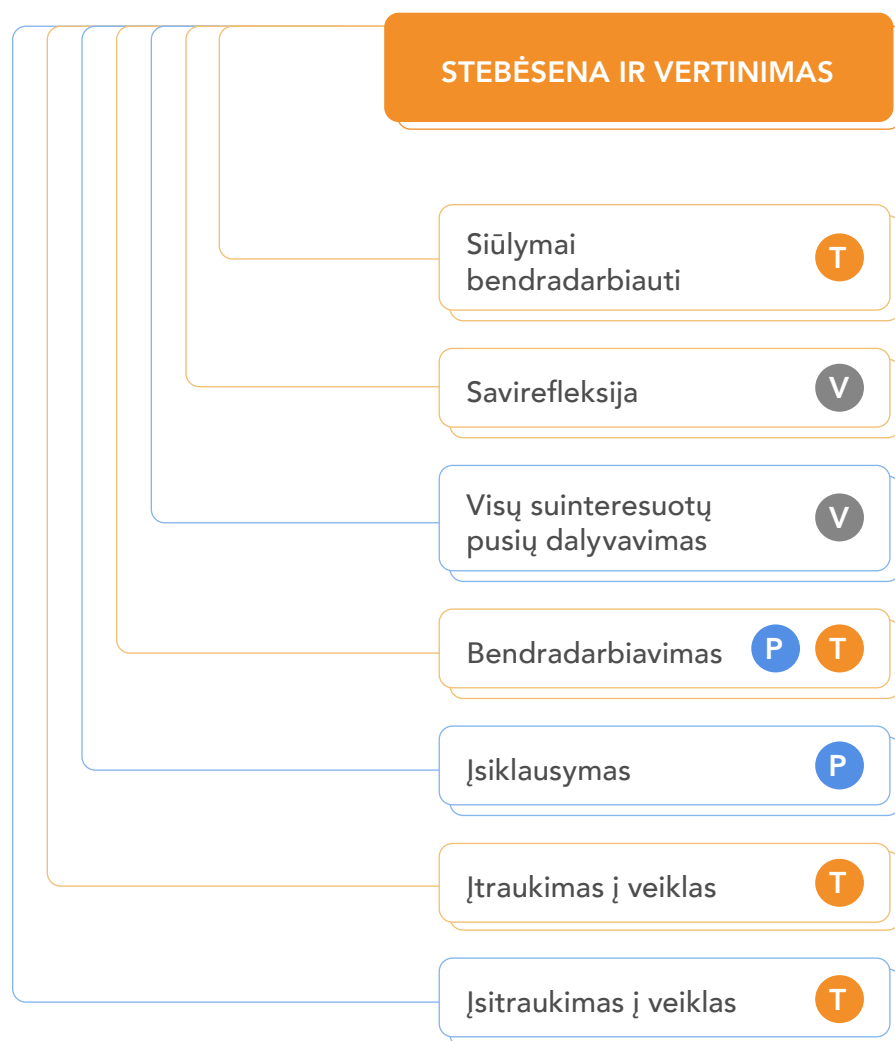 STEBĖSENA IR VERTINIMAS
Siūlymai
bendradarbiauti
T
Savirefleksija
V
Visų suinteresuotų
pusių dalyvavimas
V
Bendradarbiavimas P T
Įsiklausymas
P
Įtraukimas į veiklas
T
Įsitraukimas į veiklas
T